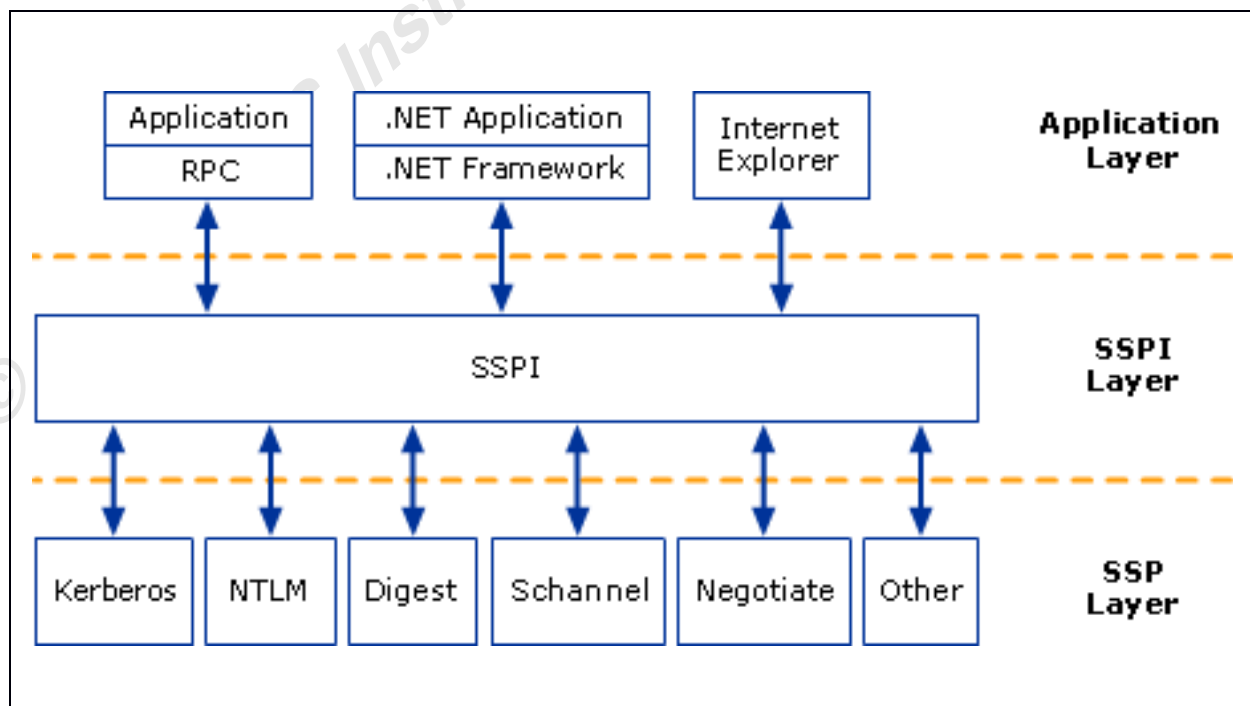 Application
RPC
.NET Application
.NET Framework
Internet
Explorer
Application
Layer
SSPI
SSPI
Layer
Kerberos
NTLM
Digest
Schannel
Negotiate
Other
SSP
Layer
©